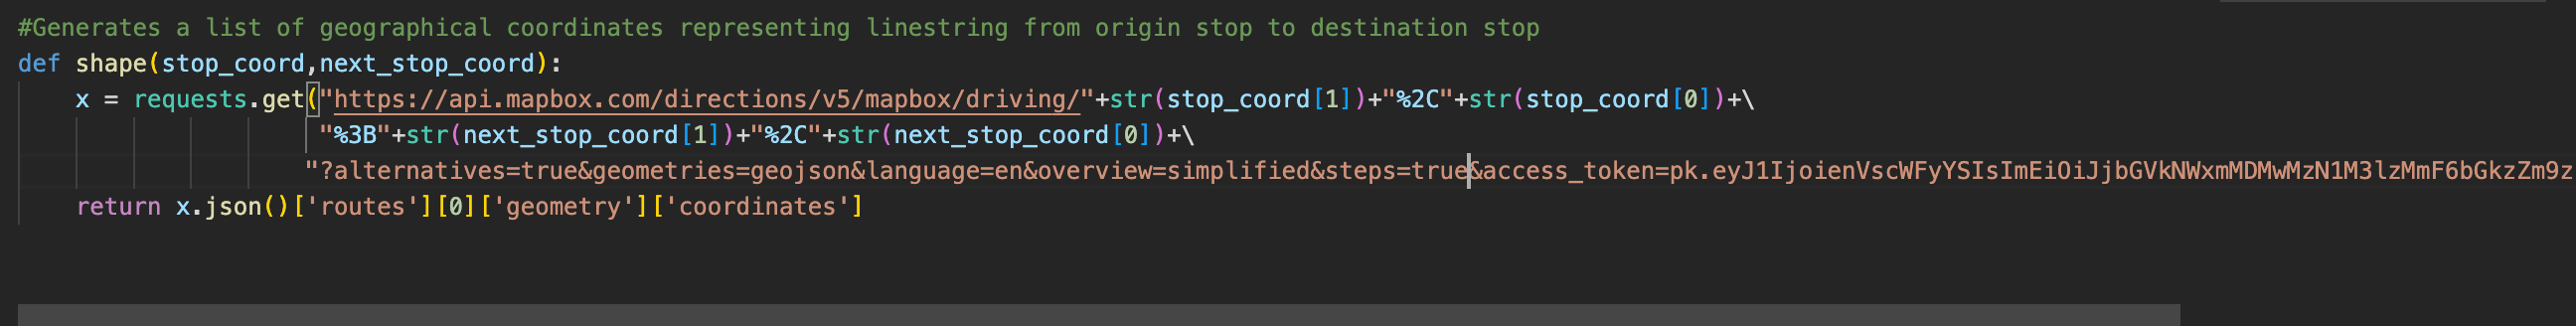 #Generates a list of geographical coordinates representing linestring from origin stop to destination stop
def shape(stop_coord,next_stop_coord):
x = requests.get("https://api.mapbox.com/directions/v5/mapbox/driving/"+str(stop_coord[1])+"%2C"+str(stop_coord[0])+\
"%3B"+str(next_stop_coord[1])+"%2C"+str(next_stop_coord[0])+\
"?alternatives=true&geometries=geojson&language=en&overview=simplified&steps=true&access_token=pk.eyJ1IjoienVscWFyYSIsImEiOiJjbGVkNWxmMDMwMzN1M3lzMmF6bGkzZm9z
return x.json()['routes'][0]['geometry']['coordinates']